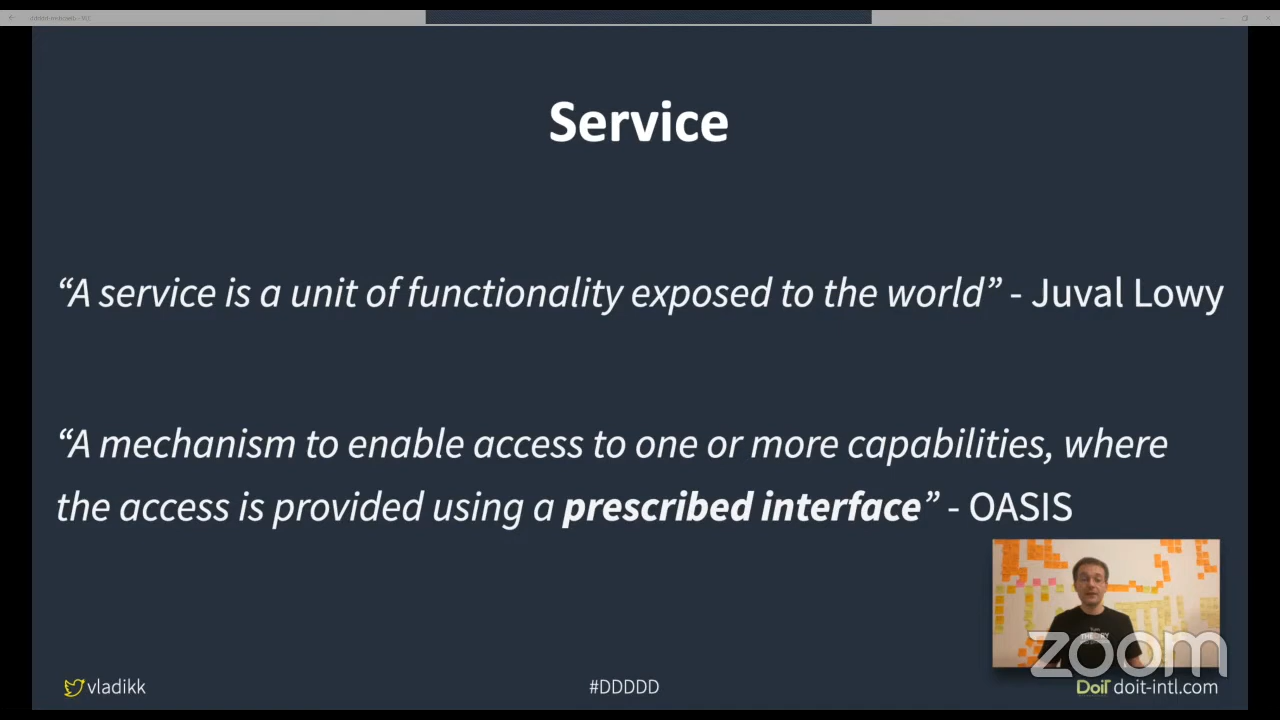 Service
“A service is a unit of functionality exposed to the world” - Juval Lowy
“A mechanism to enable access to one or more capabilities, where
the access is provided using a prescribed interface” - OASIS
THEORY
zoom
vladikk
#DDDDD
DoiT doit-intl.com